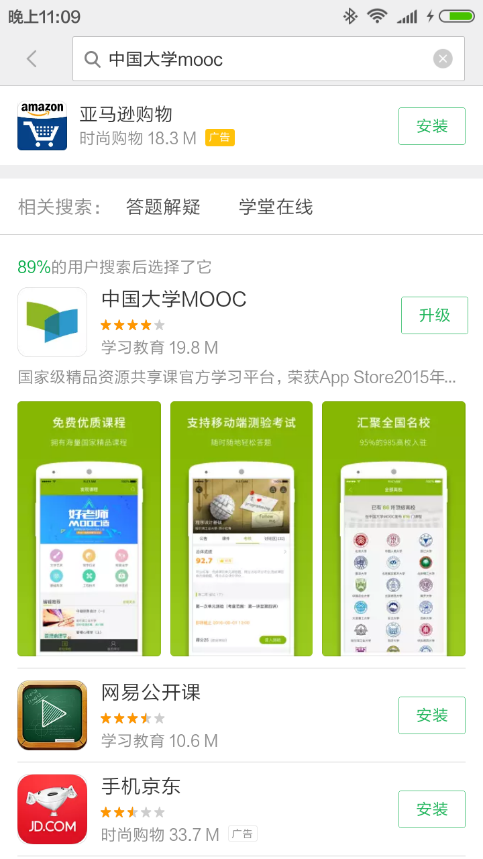 晚上11:09
中国大学mooc
amazon
亚马逊购物
时尚购物 18.3 M 广告
安装
相关搜索： 答题解疑 学堂在线
89%的用户搜索后选择了它
中国大学MOOC
学习教育 19.8 M
升级
国家级精品资源共享课官方学习平台，荣获App Store2015年...
免费优质课程
拥有海量国家精品课程
支持移动端测验考试
随时随地轻松答题
汇聚全国名校
95%的985高校入驻
好老师
MOOC造
92.7
网易公开课
学习教育 10.6 M
安装
手机京东
时尚购物 33.7 M 广告
安装
JD.COM